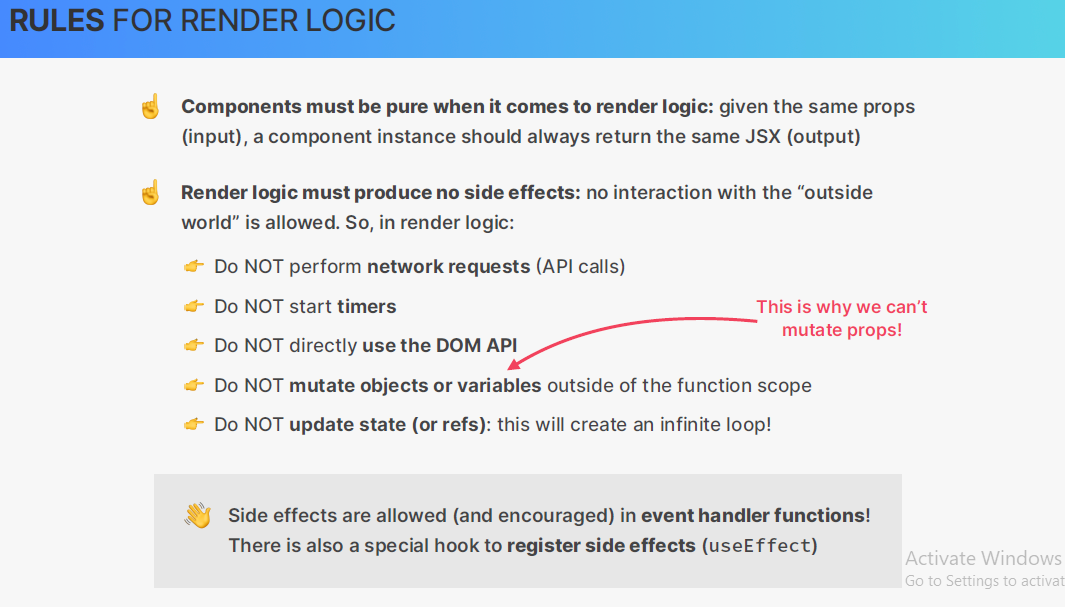 RULES FOR RENDER LOGIC
Components must be pure when it comes to render logic: given the same props
(input), a component instance should always return the same JSX (output)
Render logic must produce no side effects: no interaction with the “outside
world” is allowed. So, in render logic:
Do NOT perform network requests (API calls)
Do NOT start timers
This is why we can’t
mutate props!
Do NOT directly use the DOM API
Do NOT mutate objects or variables outside of the function scope
Do NOT update state (or refs): this will create an infinite loop!
Side effects are allowed (and encouraged) in event handler functions!
There is also a special hook to register side effects (useEffect)
Activate Windows
Go to Settings to activat